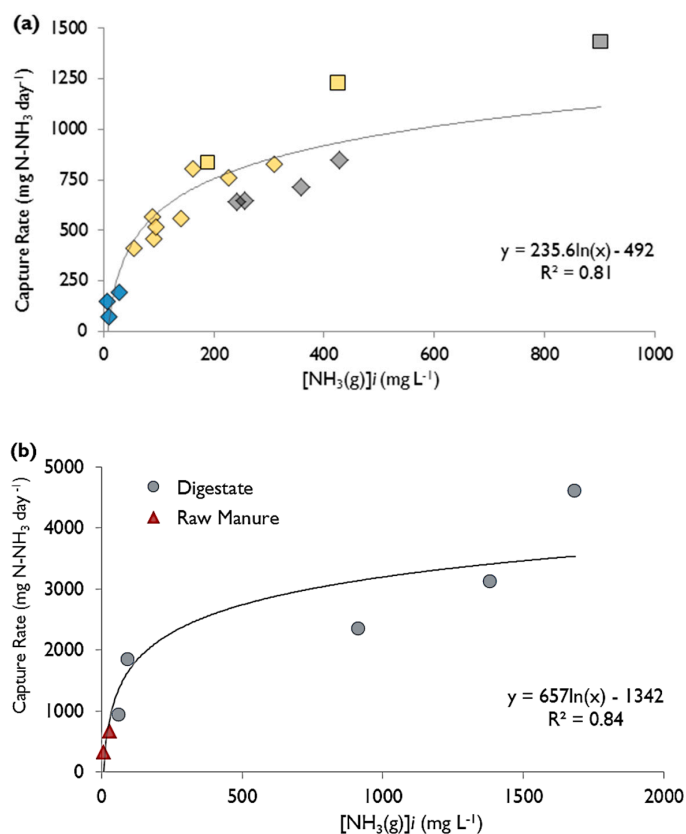 (a)
1500
1250
1000
750
500
250
0
Capture Rate (mg N-NH₃ day⁻¹)
y = 235.6ln(x) - 492
R² = 0.81
0 200 400 600 800 1000
[NH₃(g)]i (mg L⁻¹)
(b)
5000
4000
3000
2000
1000
0
Capture Rate (mg N-NH₃ day⁻¹)
Digestate
Raw Manure
y = 657ln(x) - 1342
R² = 0.84
0 500 1000 1500 2000
[NH₃(g)]i (mg L⁻¹)